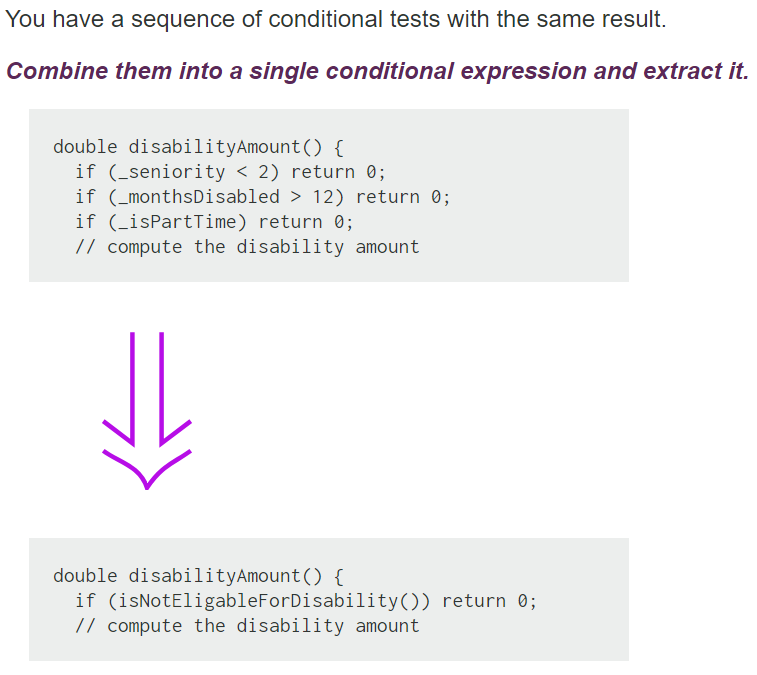 You have a sequence of conditional tests with the same result.
Combine them into a single conditional expression and extract it.
double disabilityAmount() {
  if (_seniority < 2) return 0;
  if (_monthsDisabled > 12) return 0;
  if (_isPartTime) return 0;
  // compute the disability amount
double disabilityAmount() {
  if (isNotEligableForDisability()) return 0;
  // compute the disability amount